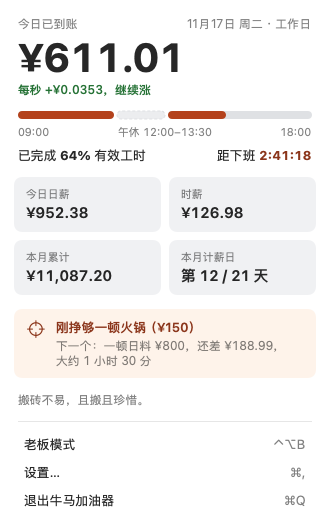 今日已到账
11月17日 周二 · 工作日
¥611.01
每秒 +¥0.0353，继续涨
09:00
午休 12:00–13:30
18:00
已完成 64% 有效工时
距下班 2:41:18
今日日薪
¥952.38
时薪
¥126.98
本月累计
¥11,087.20
本月计薪日
第 12 / 21 天
刚挣够一顿火锅（¥150）
下一个：一顿日料 ¥800，还差 ¥188.99，
大约 1 小时 30 分
搬砖不易，且搬且珍惜。
老板模式
^⌥B
设置...
⌘,
退出牛马加油器
⌘Q